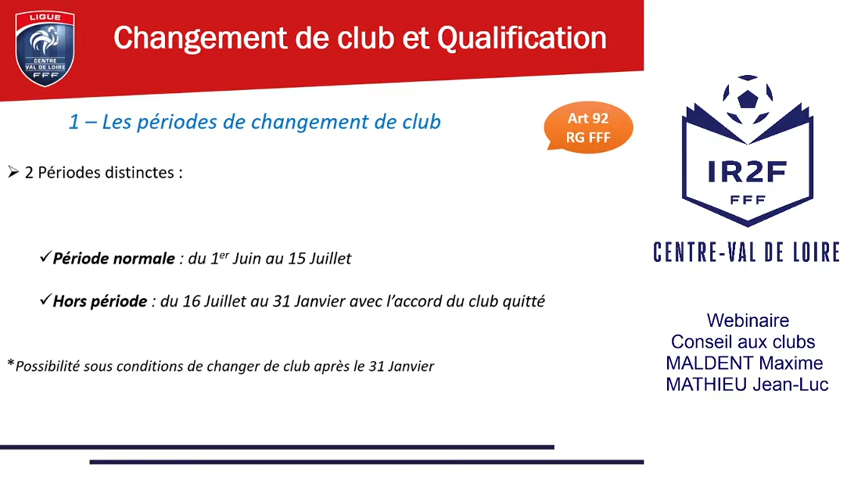 LIGUE
CENTRE
VAL DE LOIRE
FFF
Changement de club et Qualification
1 – Les périodes de changement de club
Art 92
RG FFF
➢ 2 Périodes distinctes :
✓Période normale : du 1er Juin au 15 Juillet
✓Hors période : du 16 Juillet au 31 Janvier avec l’accord du club quitté
*Possibilité sous conditions de changer de club après le 31 Janvier
IR2F
FFF
CENTRE-VAL DE LOIRE
Webinaire
Conseil aux clubs
MALDENT Maxime
MATHIEU Jean-Luc